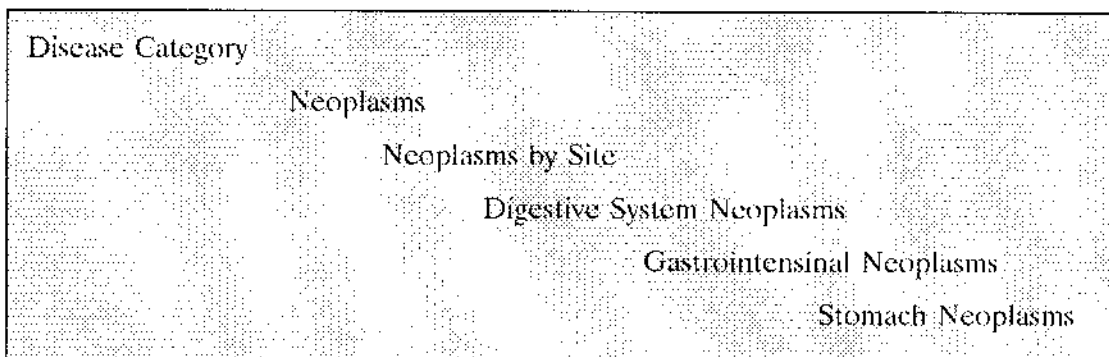 Disease Category
Neoplasms
Neoplasms by Site
Digestive System Neoplasms
Gastrointensinal Neoplasms
Stomach Neoplasms